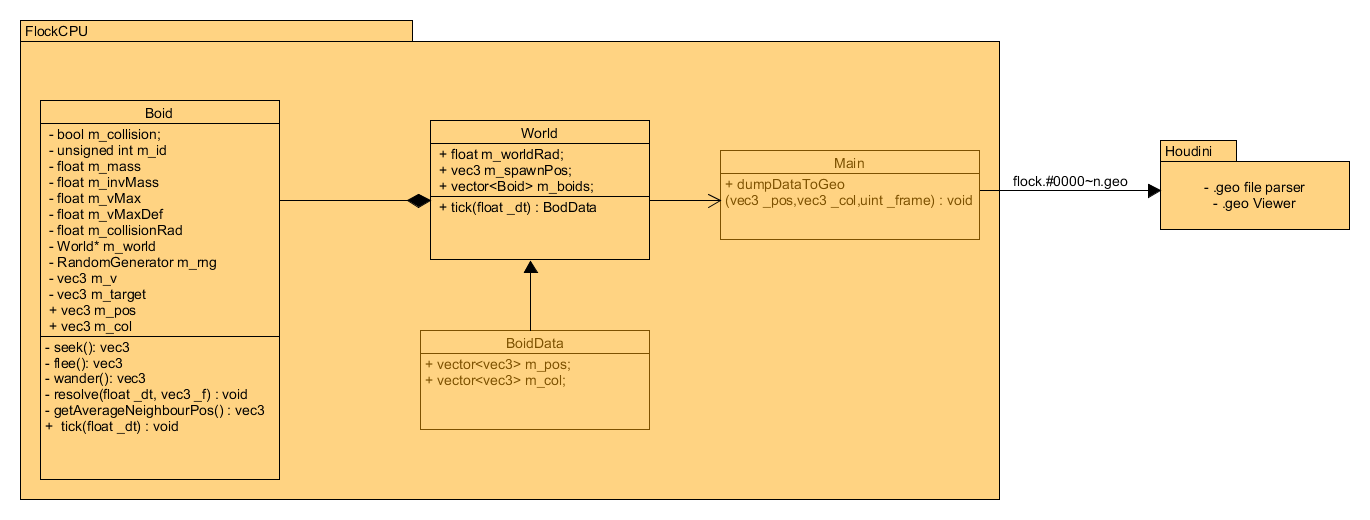 FlockCPU
Boid
- bool m_collision;
- unsigned int m_id
- float m_mass
- float m_invMass
- float m_vMax
- float m_vMaxDef
- float m_collisionRad
- World* m_world
- RandomGenerator m_rng
- vec3 m_v
- vec3 m_target
+ vec3 m_pos
+ vec3 m_col
- seek(): vec3
- flee(): vec3
- wander(): vec3
- resolve(float _dt, vec3 _f) : void
- getAverageNeighbourPos() : vec3
+ tick(float _dt) : void
World
+ float m_worldRad;
+ vec3 m_spawnPos;
+ vector<Boid> m_boids;
+ tick(float _dt) : BodData
BoidData
+ vector<vec3> m_pos;
+ vector<vec3> m_col;
Main
+ dumpDataToGeo
(vec3 _pos,vec3 _col,uint _frame) : void
flock.#0000~n.geo
Houdini
- .geo file parser
- .geo Viewer